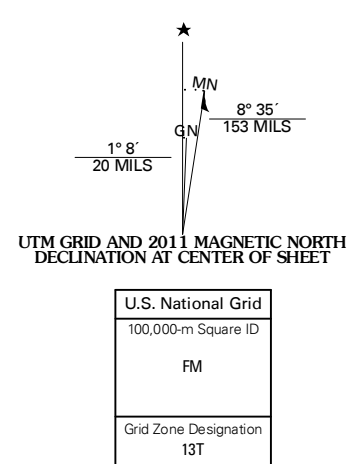 ★
MN
8° 35´
153 MILS
GN
1° 8´
20 MILS
UTM GRID AND 2011 MAGNETIC NORTH
DECLINATION AT CENTER OF SHEET
U.S. National Grid
100,000-m Square ID
FM
Grid Zone Designation
13T